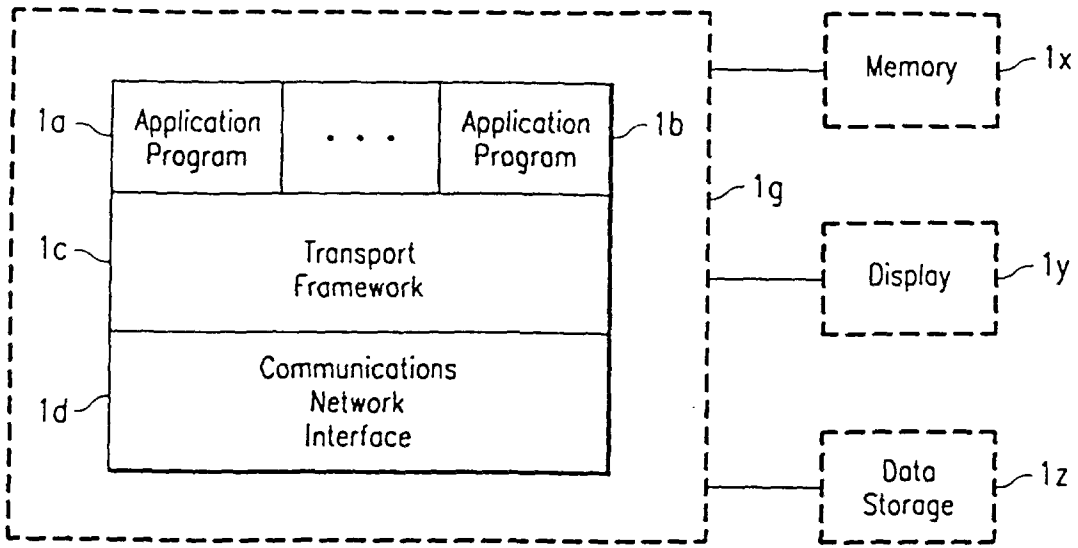 Memory
1x
1a
Application
Program
. . .
Application
Program
1b
1g
1c
Transport
Framework
Display
1y
1d
Communications
Network
Interface
Data
Storage
1z